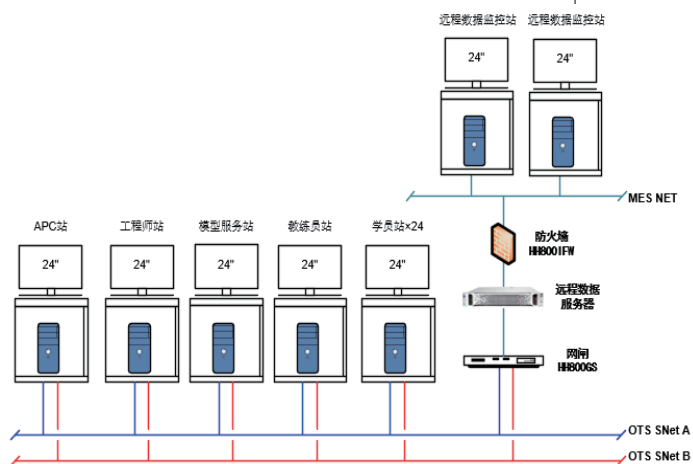 远程数据监控站 远程数据监控站
24" 24"
MES NET
APC站 工程师站 模型服务站 教练员站 学员站×24
防火墙
HH800IFW
24" 24" 24" 24" 24"
远程数据
服务器
网闸
HH800GS
OTS SNet A
OTS SNet B